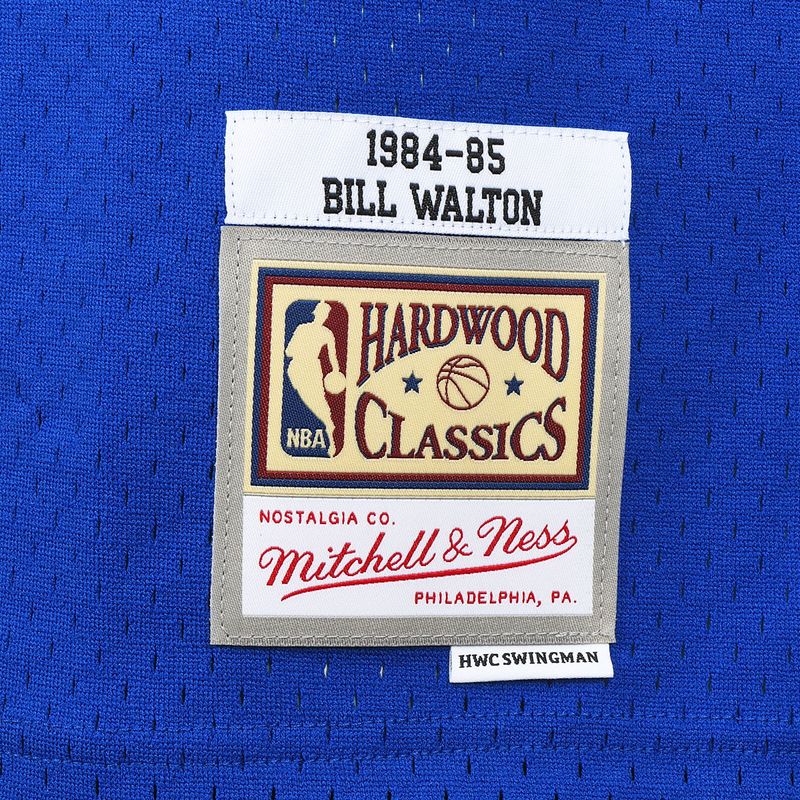 1984-85
BILL WALTON
HARDWOOD
CLASSICS
NBA
NOSTALGIA CO.
Mitchell & Ness
PHILADELPHIA, PA.
HWC SWINGMAN